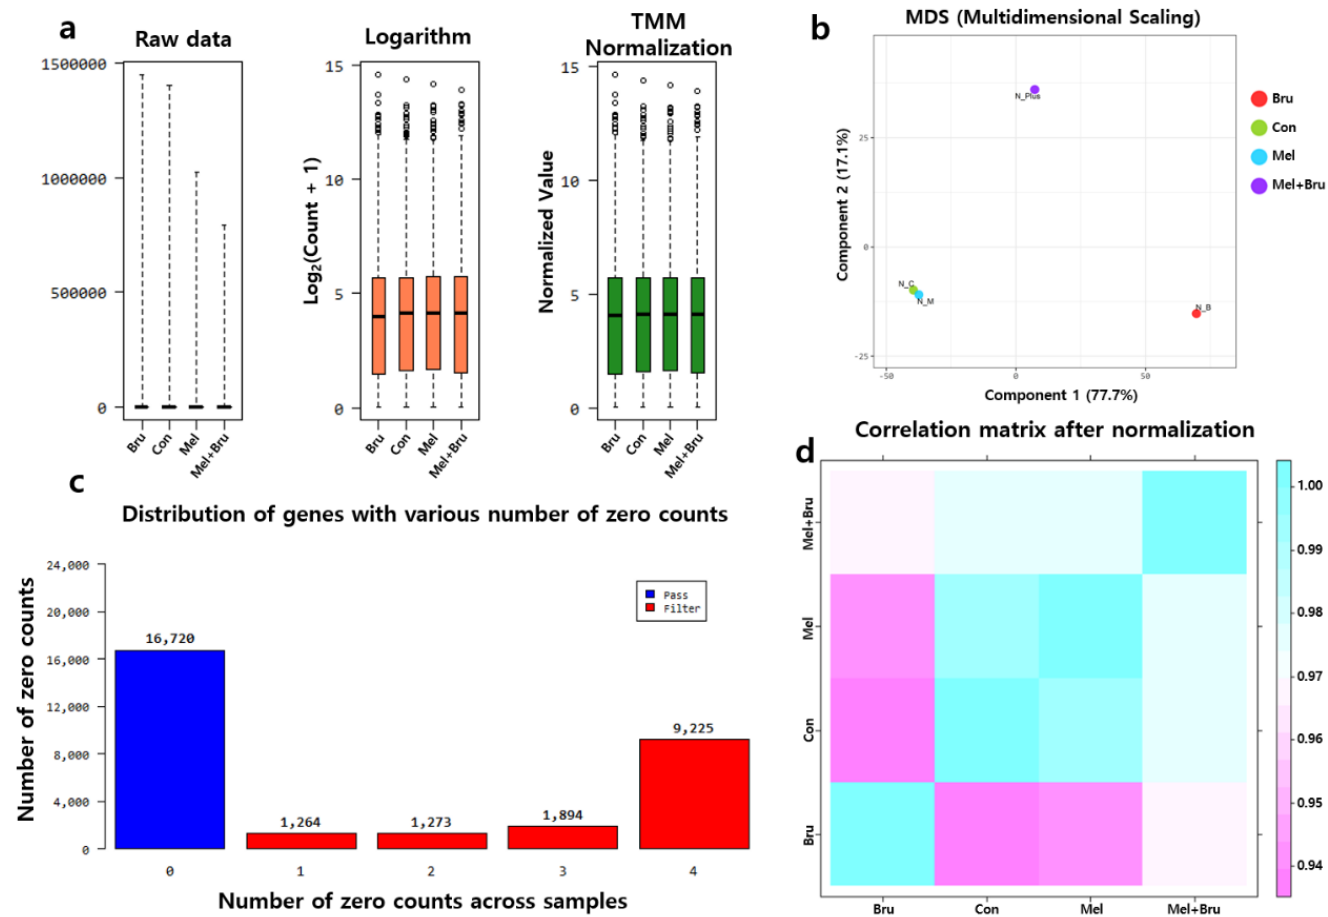 a
Raw data
1500000
1000000
500000
0
Bru
Con
Mel
Mel+Bru
Logarithm
Log₂(Count + 1)
15
10
5
0
Bru
Con
Mel
Mel+Bru
TMM
Normalization
Normalized Value
15
10
5
0
Bru
Con
Mel
Mel+Bru
b
MDS (Multidimensional Scaling)
Component 2 (17.1%)
25
0
-25
N_Plus
N_C
N_M
N_B
-50
0
50
Component 1 (77.7%)
Bru
Con
Mel
Mel+Bru
c
Distribution of genes with various number of zero counts
Number of zero counts
24,000
20,000
16,000
12,000
8,000
4,000
0
Pass
Filter
16,720
1,264
1,273
1,894
9,225
0
1
2
3
4
Number of zero counts across samples
d
Correlation matrix after normalization
Mel+Bru
Mel
Con
Bru
Bru
Con
Mel
Mel+Bru
1.00
0.99
0.98
0.97
0.96
0.95
0.94